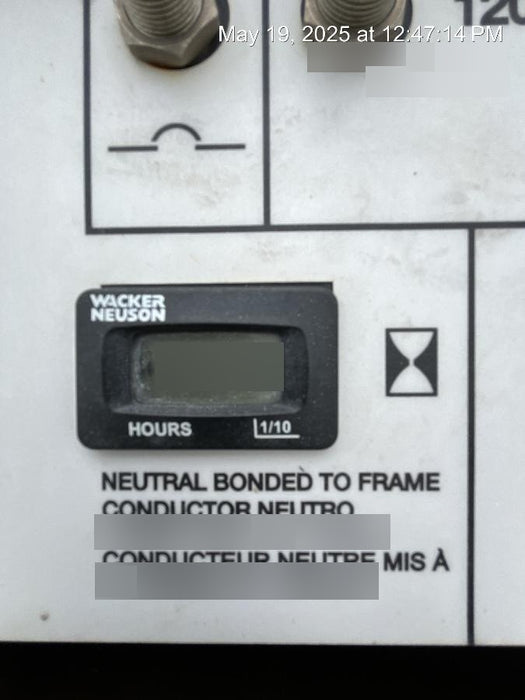 May 19, 2025 at 12:47:14 PM
WACKER
NEUSON
HOURS 1/10
NEUTRAL BONDED TO FRAME
CONDUCTOR NEUTRO
CONDUCTEUR NEUTRE MIS À